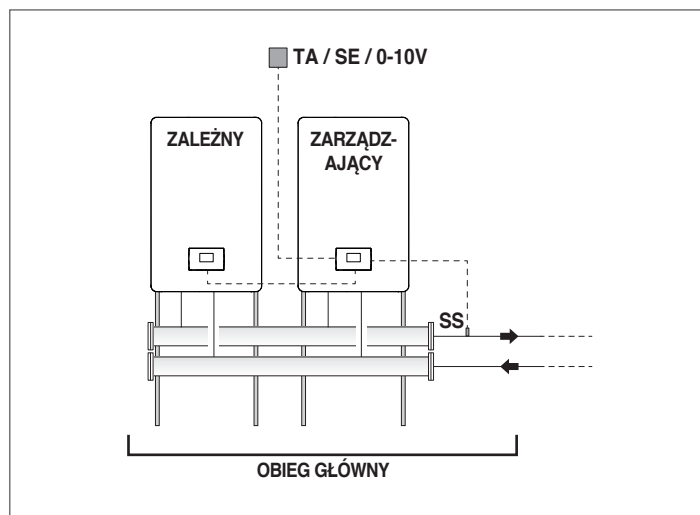 TA / SE / 0-10V
ZALEŻNY
ZARZĄDZ-
AJĄCY
SS
OBIEG GŁÓWNY